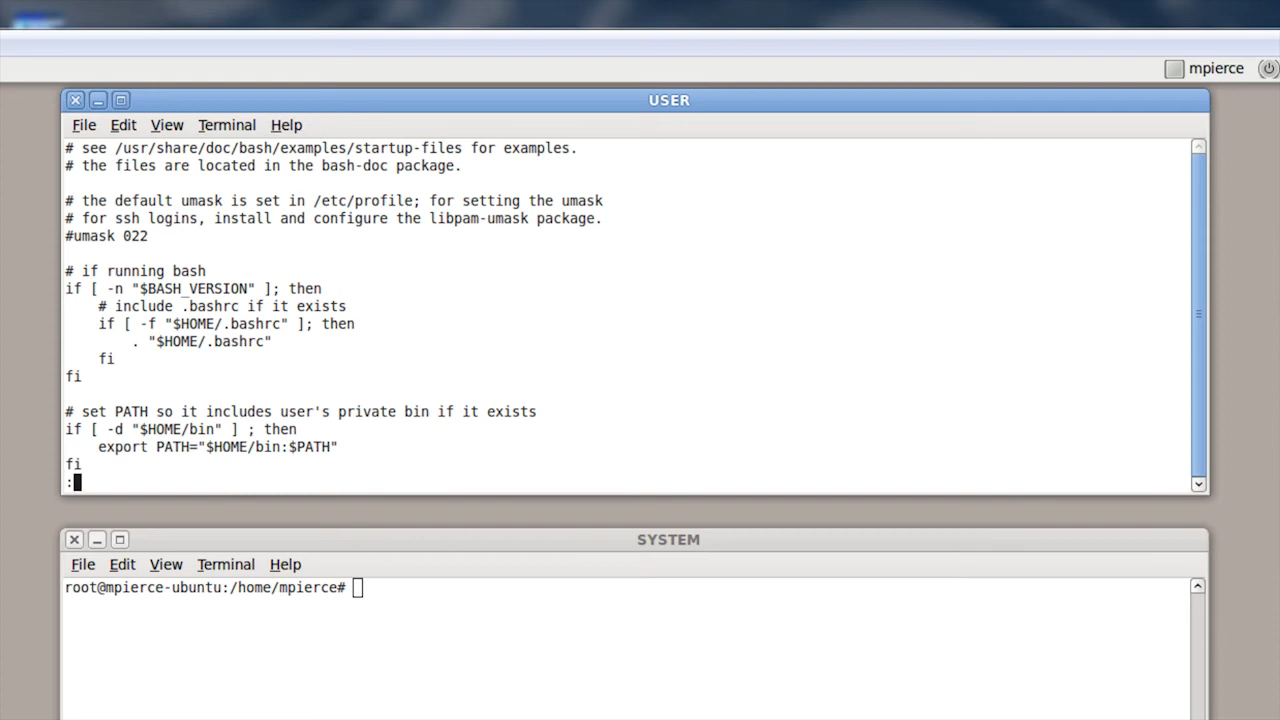 mpierce
USER
File Edit View Terminal Help
# see /usr/share/doc/bash/examples/startup-files for examples.
# the files are located in the bash-doc package.
# the default umask is set in /etc/profile; for setting the umask
# for ssh logins, install and configure the libpam-umask package.
#umask 022
# if running bash
if [ -n "$BASH_VERSION" ]; then
    # include .bashrc if it exists
    if [ -f "$HOME/.bashrc" ]; then
        . "$HOME/.bashrc"
    fi
fi
# set PATH so it includes user's private bin if it exists
if [ -d "$HOME/bin" ] ; then
    export PATH="$HOME/bin:$PATH"
fi
:
SYSTEM
File Edit View Terminal Help
root@mpierce-ubuntu:/home/mpierce#